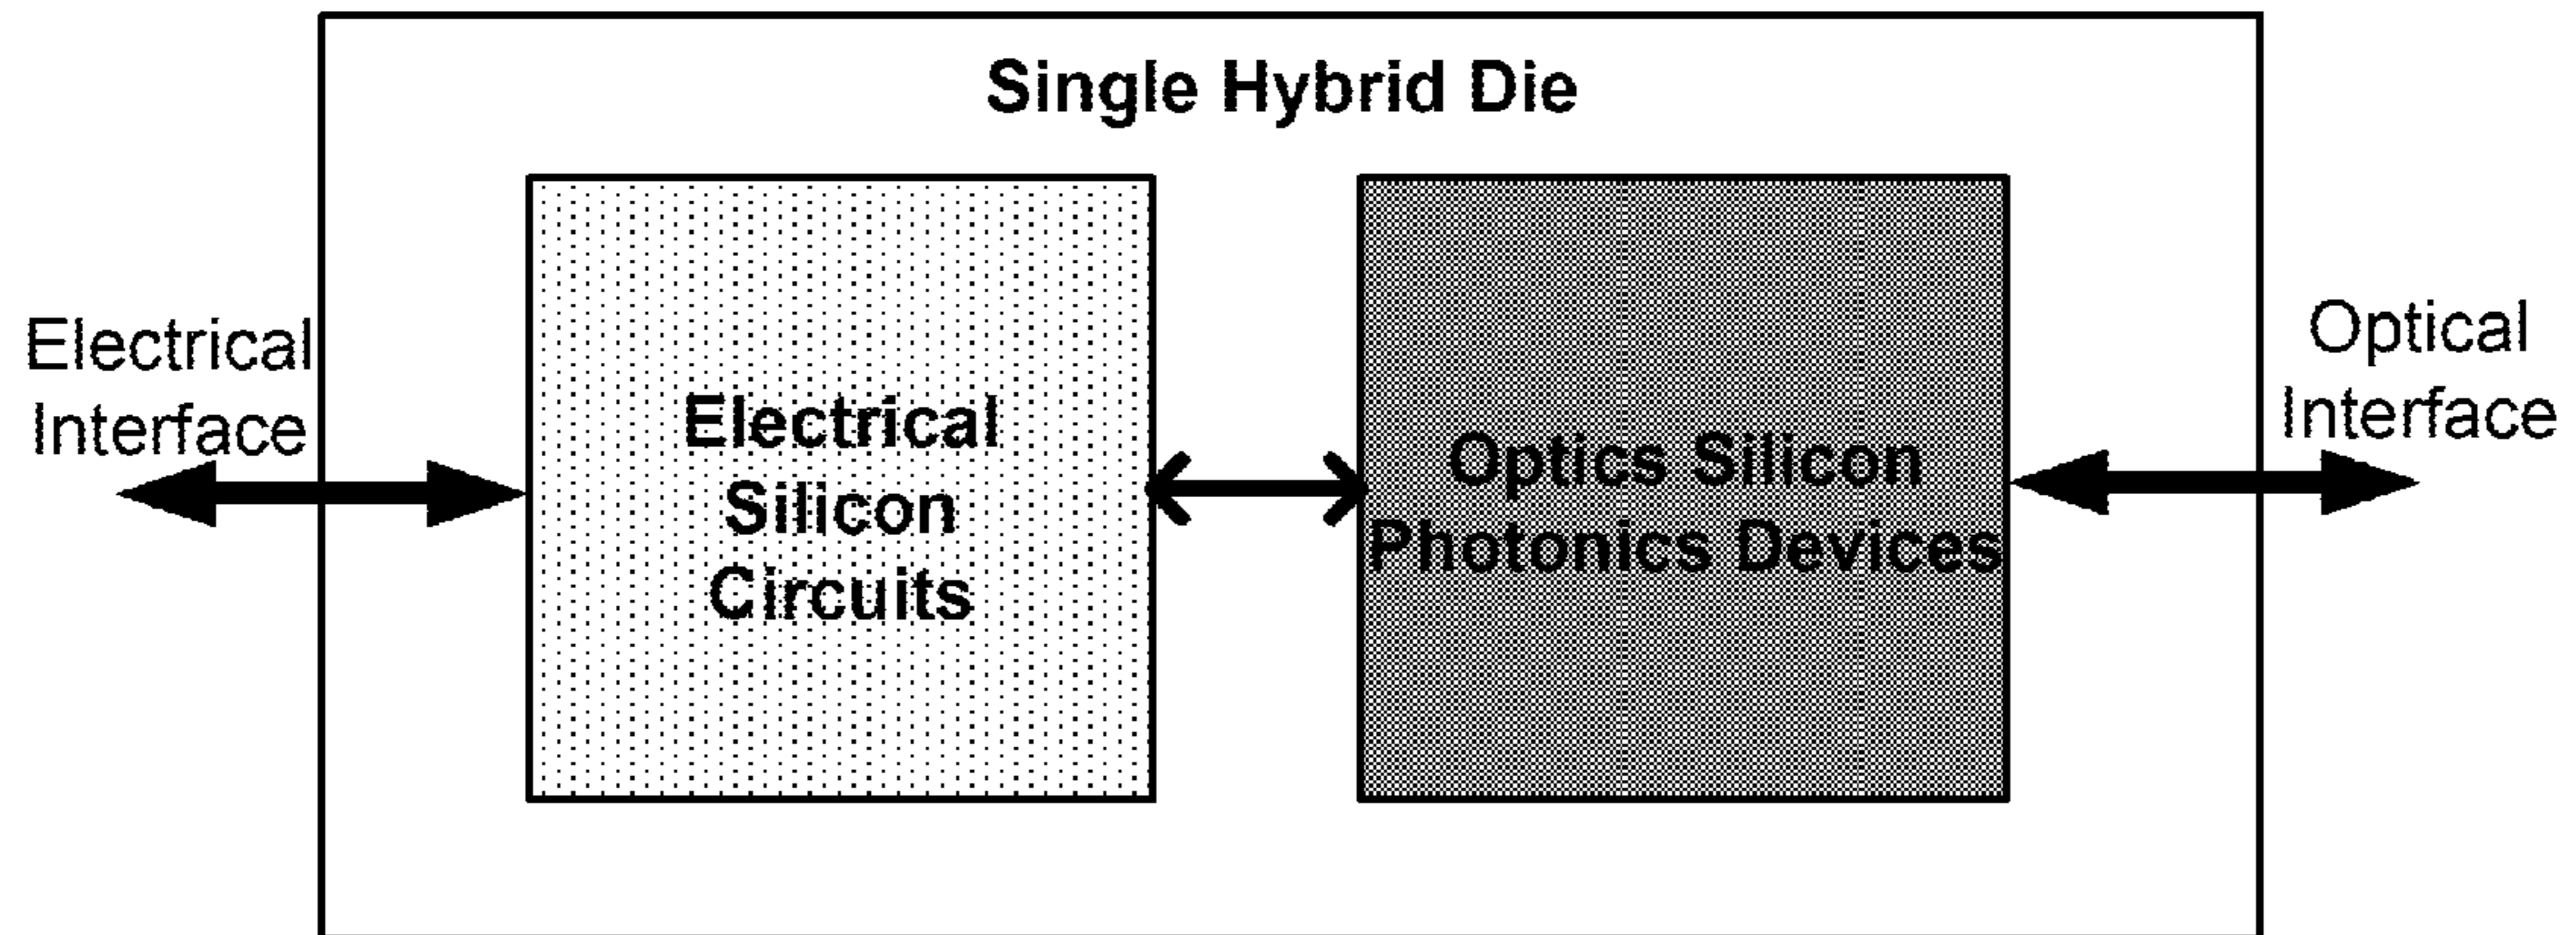 Single Hybrid Die
Electrical
Interface
Electrical
Silicon
Circuits
Optics Silicon
Photonics Devices
Optical
Interface